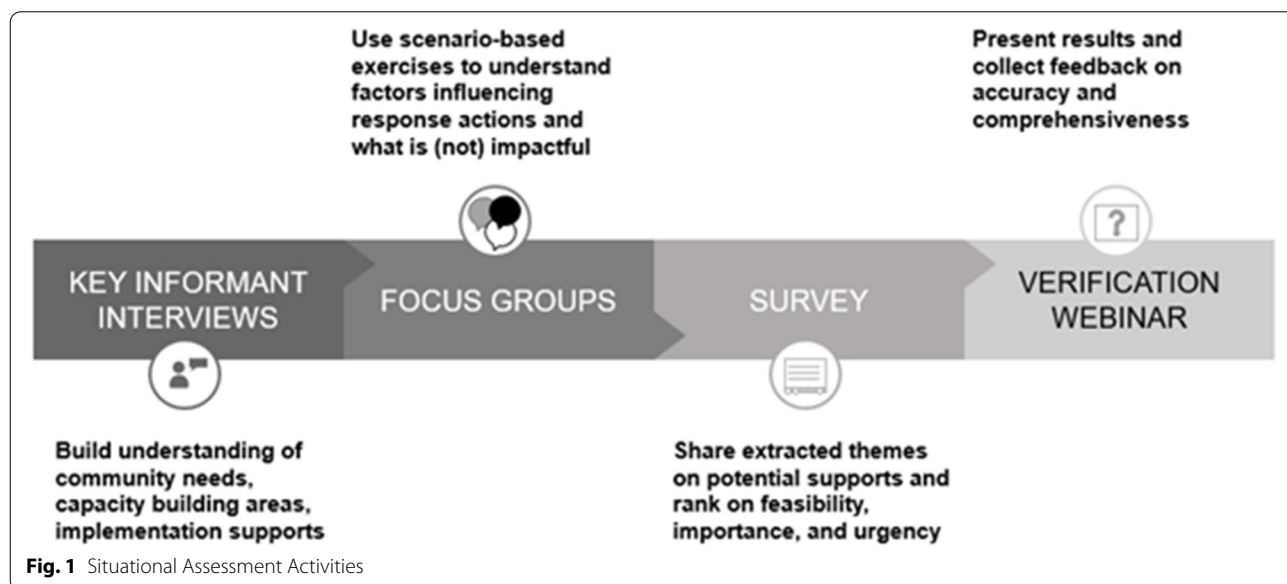 Use scenario-based
exercises to understand
factors influencing
response actions and
what is (not) impactful
Present results and
collect feedback on
accuracy and
comprehensiveness
KEY INFORMANT
INTERVIEWS
FOCUS GROUPS
SURVEY
?
VERIFICATION
WEBINAR
Build understanding of
community needs,
capacity building areas,
implementation supports
Share extracted themes
on potential supports and
rank on feasibility,
importance, and urgency
Fig. 1 Situational Assessment Activities